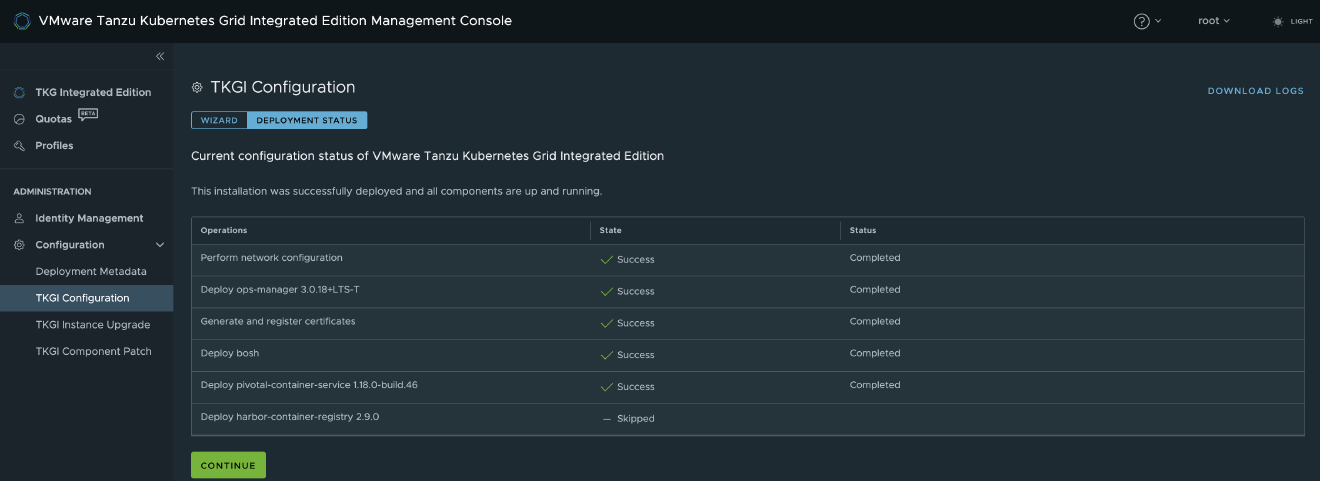 VMware Tanzu Kubernetes Grid Integrated Edition Management Console
root
LIGHT
TKG Integrated Edition
Quotas BETA
Profiles
ADMINISTRATION
Identity Management
Configuration
Deployment Metadata
TKGI Configuration
TKGI Instance Upgrade
TKGI Component Patch
TKGI Configuration
DOWNLOAD LOGS
WIZARD DEPLOYMENT STATUS
Current configuration status of VMware Tanzu Kubernetes Grid Integrated Edition
This installation was successfully deployed and all components are up and running.
Operations State Status
Perform network configuration Success Completed
Deploy ops-manager 3.0.18+LTS-T Success Completed
Generate and register certificates Success Completed
Deploy bosh Success Completed
Deploy pivotal-container-service 1.18.0-build.46 Success Completed
Deploy harbor-container-registry 2.9.0 — Skipped
CONTINUE